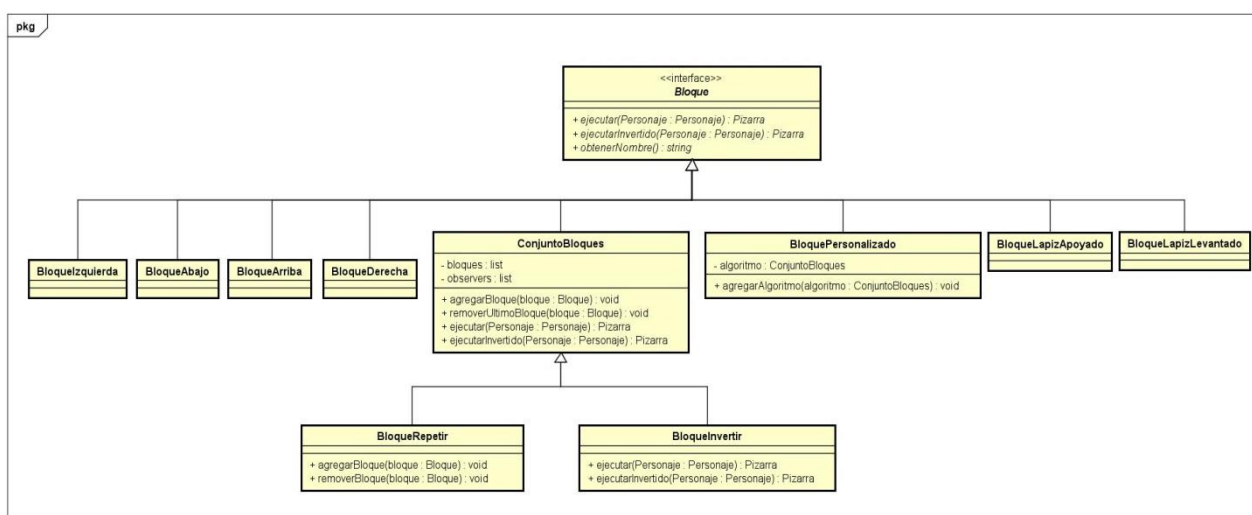 pkg
<<interface>>
Bloque
+ ejecutar(Personaje : Personaje) : Pizarra
+ ejecutarInvertido(Personaje : Personaje) : Pizarra
+ obtenerNombre() : string
BloqueIzquierda
BloqueAbajo
BloqueArriba
BloqueDerecha
ConjuntoBloques
- bloques : list
- observers : list
+ agregarBloque(bloque : Bloque) : void
+ removerUltimoBloque(bloque : Bloque) : void
+ ejecutar(Personaje : Personaje) : Pizarra
+ ejecutarInvertido(Personaje : Personaje) : Pizarra
BloquePersonalizado
- algoritmo : ConjuntoBloques
+ agregarAlgoritmo(algoritmo : ConjuntoBloques) : void
BloqueLapizApoyado
BloqueLapizLevantado
BloqueRepetir
+ agregarBloque(bloque : Bloque) : void
+ removerBloque(bloque : Bloque) : void
BloqueInvertir
+ ejecutar(Personaje : Personaje) : Pizarra
+ ejecutarInvertido(Personaje : Personaje) : Pizarra